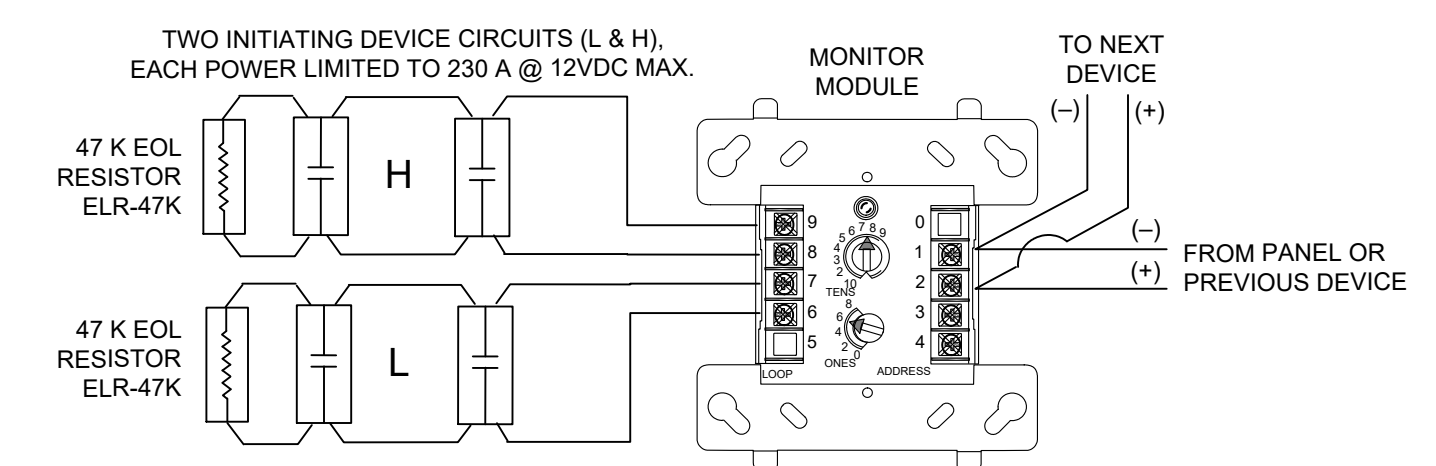 TWO INITIATING DEVICE CIRCUITS (L & H),
EACH POWER LIMITED TO 230 A @ 12VDC MAX.
MONITOR
MODULE
TO NEXT
DEVICE
(–) (+)
47 K EOL
RESISTOR
ELR-47K
H
9
8
7
6
5
LOOP
2 3 4 5 6 7 8 9 10
TENS
0 2 4 6 8
ONES
0
1
2
3
4
ADDRESS
(–)
(+)
FROM PANEL OR
PREVIOUS DEVICE
47 K EOL
RESISTOR
ELR-47K
L